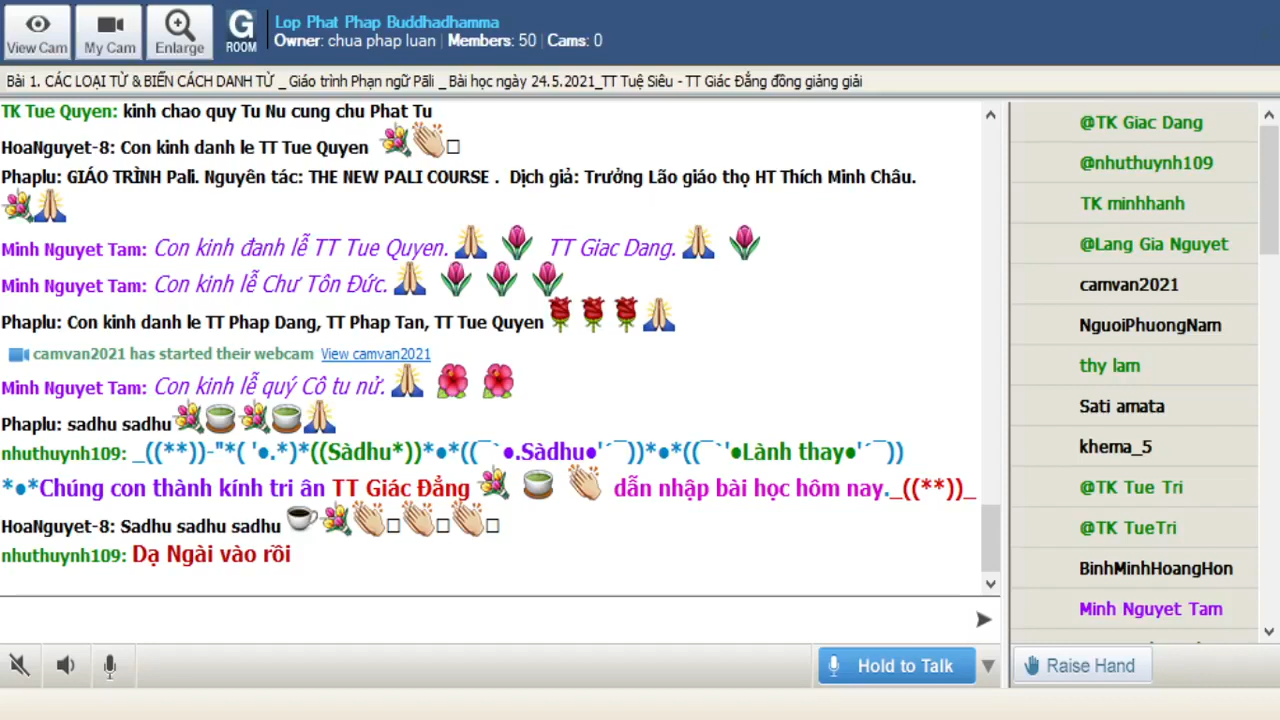 View Cam
My Cam
Enlarge
G ROOM
Lop Phat Phap Buddhadhamma
Owner: chua phap luan | Members: 50 | Cams: 0
Bài 1. CÁC LOẠI TỪ & BIẾN CÁCH DANH TỪ _ Giáo trình Phạn ngữ Pāli _ Bài học ngày 24.5.2021_TT Tuệ Siêu - TT Giác Đẳng đồng giảng giải
TK Tue Quyen: kinh chao quy Tu Nu cung chu Phat Tu
HoaNguyet-8: Con kinh danh le TT Tue Quyen
Phaplu: GIÁO TRÌNH Pali. Nguyên tác: THE NEW PALI COURSE . Dịch giả: Trưởng Lão giáo thọ HT Thích Minh Châu.
Minh Nguyet Tam: Con kinh đanh lễ TT Tue Quyen. TT Giac Dang.
Minh Nguyet Tam: Con kinh lễ Chư Tôn Đức.
Phaplu: Con kinh danh le TT Phap Dang, TT Phap Tan, TT Tue Quyen
camvan2021 has started their webcam View camvan2021
Minh Nguyet Tam: Con kinh lễ quý Cô tu nử.
Phaplu: sadhu sadhu
nhuthuynh109: _((**))-"*( '●.*)*((Sàdhu*))*●*((¯`●.Sàdhu●'´¯))*●*((¯`'●Lành thay●'´¯))
*●*Chúng con thành kính tri ân TT Giác Đẳng dẫn nhập bài học hôm nay._((**))_
HoaNguyet-8: Sadhu sadhu sadhu
nhuthuynh109: Dạ Ngài vào rồi
@TK Giac Dang
@nhuthuynh109
TK minhhanh
@Lang Gia Nguyet
camvan2021
NguoiPhuongNam
thy lam
Sati amata
khema_5
@TK Tue Tri
@TK TueTri
BinhMinhHoangHon
Minh Nguyet Tam
Hold to Talk
Raise Hand